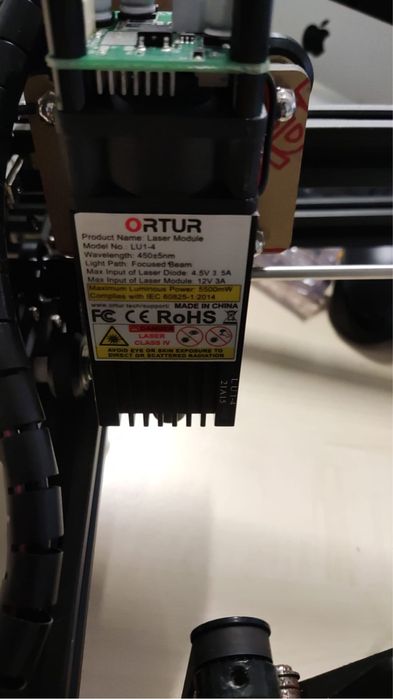 ORTUR
Product Name: Laser Module
Model No.: LU1-4
Wavelength: 450±5nm
Light Path: Focused Beam
Max Input of Laser Diode: 4.5V 3.5A
Max Input of Laser Module: 12V 3A
Maximum Luminous Power: 5500mW
Complies with IEC 60825-1:2014
www.ortur.tech/support/ MADE IN CHINA
FC CE RoHS
DANGER
LASER
CLASS IV
AVOID EYE OR SKIN EXPOSURE TO
DIRECT OR SCATTERED RADIATION
LU1-4